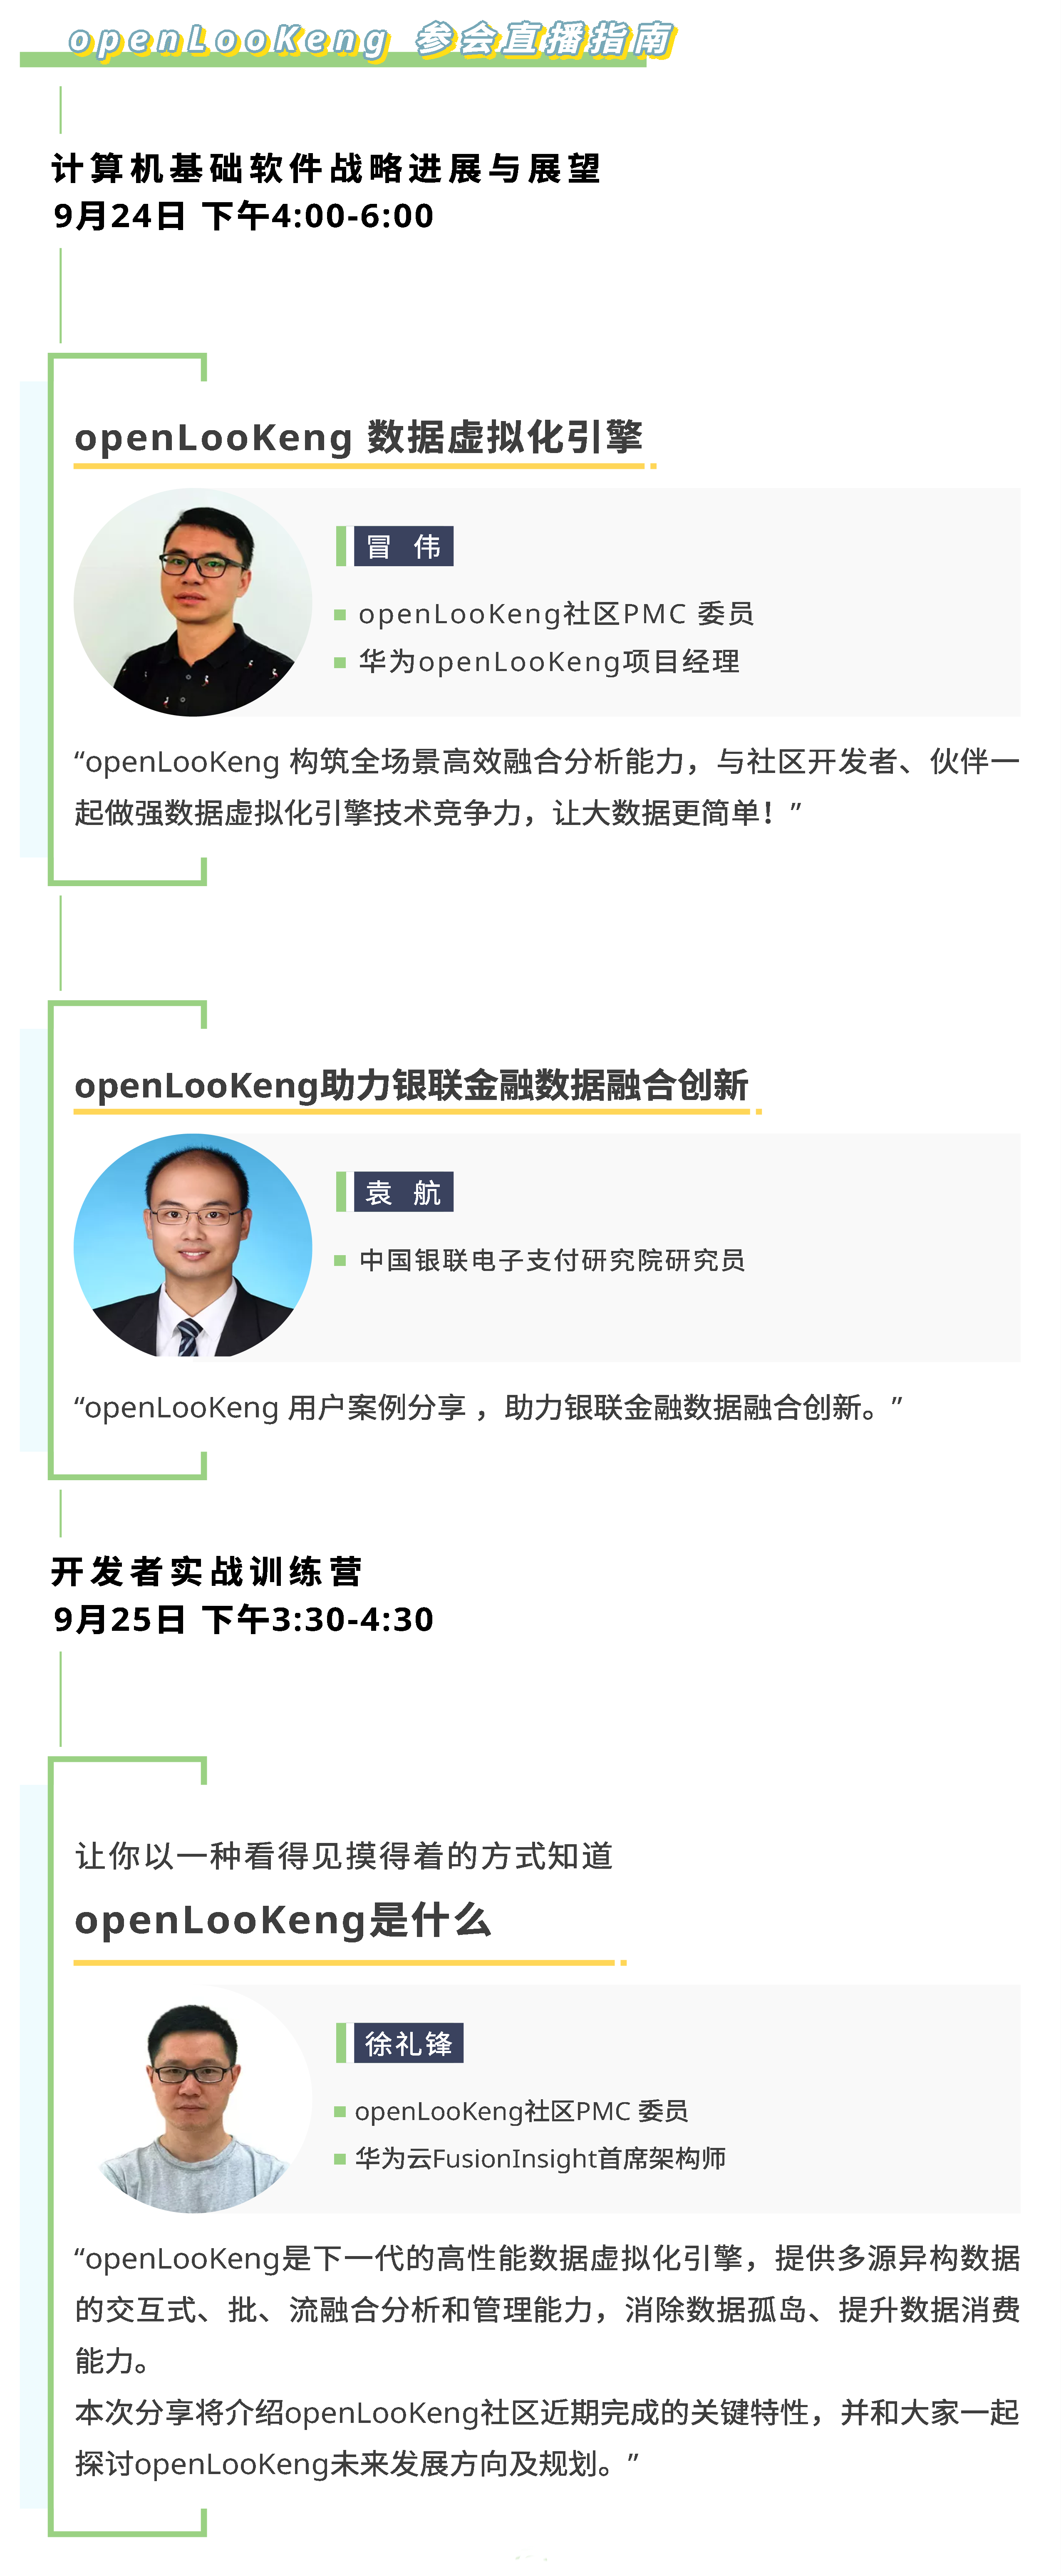 openLooKeng 参会直播指南
计算机基础软件战略进展与展望
9月24日 下午4:00-6:00
openLooKeng 数据虚拟化引擎
冒 伟
openLooKeng社区PMC 委员
华为openLooKeng项目经理
“openLooKeng 构筑全场景高效融合分析能力，与社区开发者、伙伴一
起做强数据虚拟化引擎技术竞争力，让大数据更简单！”
openLooKeng助力银联金融数据融合创新
袁 航
中国银联电子支付研究院研究员
“openLooKeng 用户案例分享 ，助力银联金融数据融合创新。”
开发者实战训练营
9月25日 下午3:30-4:30
让你以一种看得见摸得着的方式知道
openLooKeng是什么
徐礼锋
openLooKeng社区PMC 委员
华为云FusionInsight首席架构师
“openLooKeng是下一代的高性能数据虚拟化引擎，提供多源异构数据
的交互式、批、流融合分析和管理能力，消除数据孤岛、提升数据消费
能力。
本次分享将介绍openLooKeng社区近期完成的关键特性，并和大家一起
探讨openLooKeng未来发展方向及规划。”